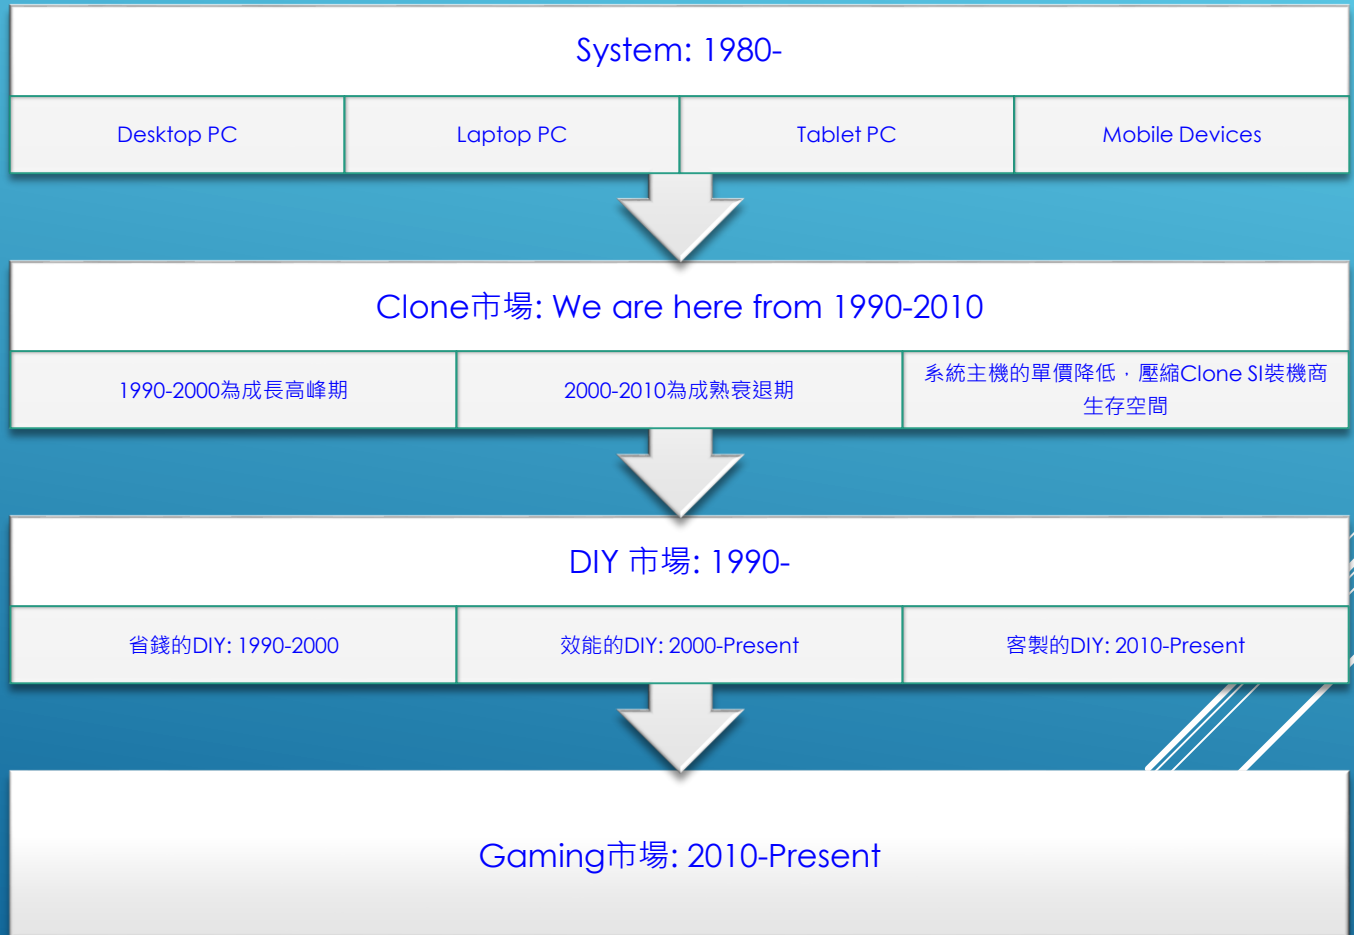 System: 1980-
Desktop PC
Laptop PC
Tablet PC
Mobile Devices
Clone市場: We are here from 1990-2010
1990-2000為成長高峰期
2000-2010為成熟衰退期
系統主機的單價降低，壓縮Clone SI裝機商
生存空間
DIY 市場: 1990-
省錢的DIY: 1990-2000
效能的DIY: 2000-Present
客製的DIY: 2010-Present
Gaming市場: 2010-Present